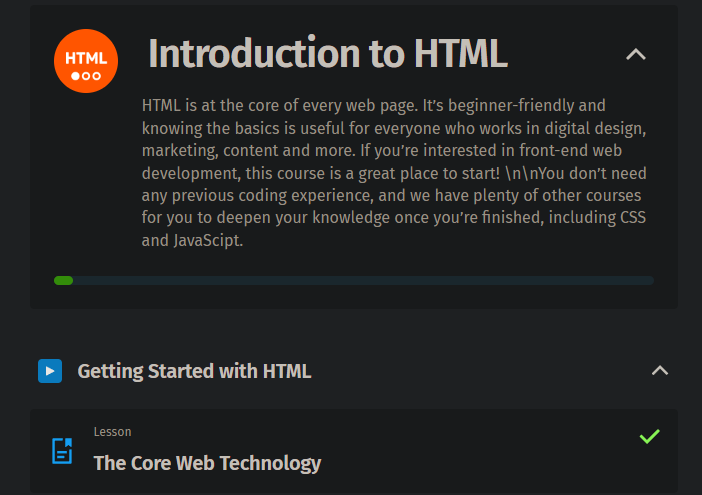 HTML
Introduction to HTML
HTML is at the core of every web page. It's beginner-friendly and
knowing the basics is useful for everyone who works in digital design,
marketing, content and more. If you're interested in front-end web
development, this course is a great place to start! \n\nYou don't need
any previous coding experience, and we have plenty of other courses
for you to deepen your knowledge once you're finished, including CSS
and JavaScipt.
Getting Started with HTML
Lesson
The Core Web Technology